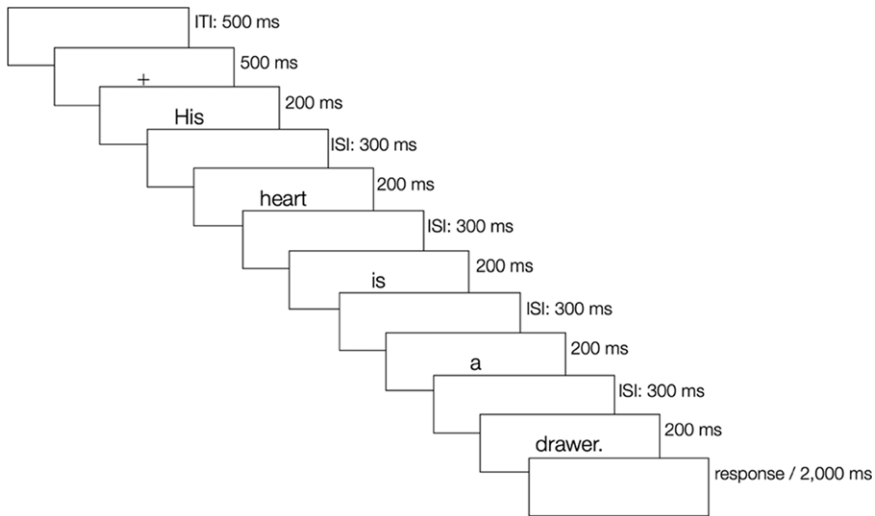 ITI: 500 ms
+
500 ms
His
200 ms
ISI: 300 ms
heart
200 ms
ISI: 300 ms
is
200 ms
ISI: 300 ms
a
200 ms
ISI: 300 ms
drawer.
200 ms
response / 2,000 ms